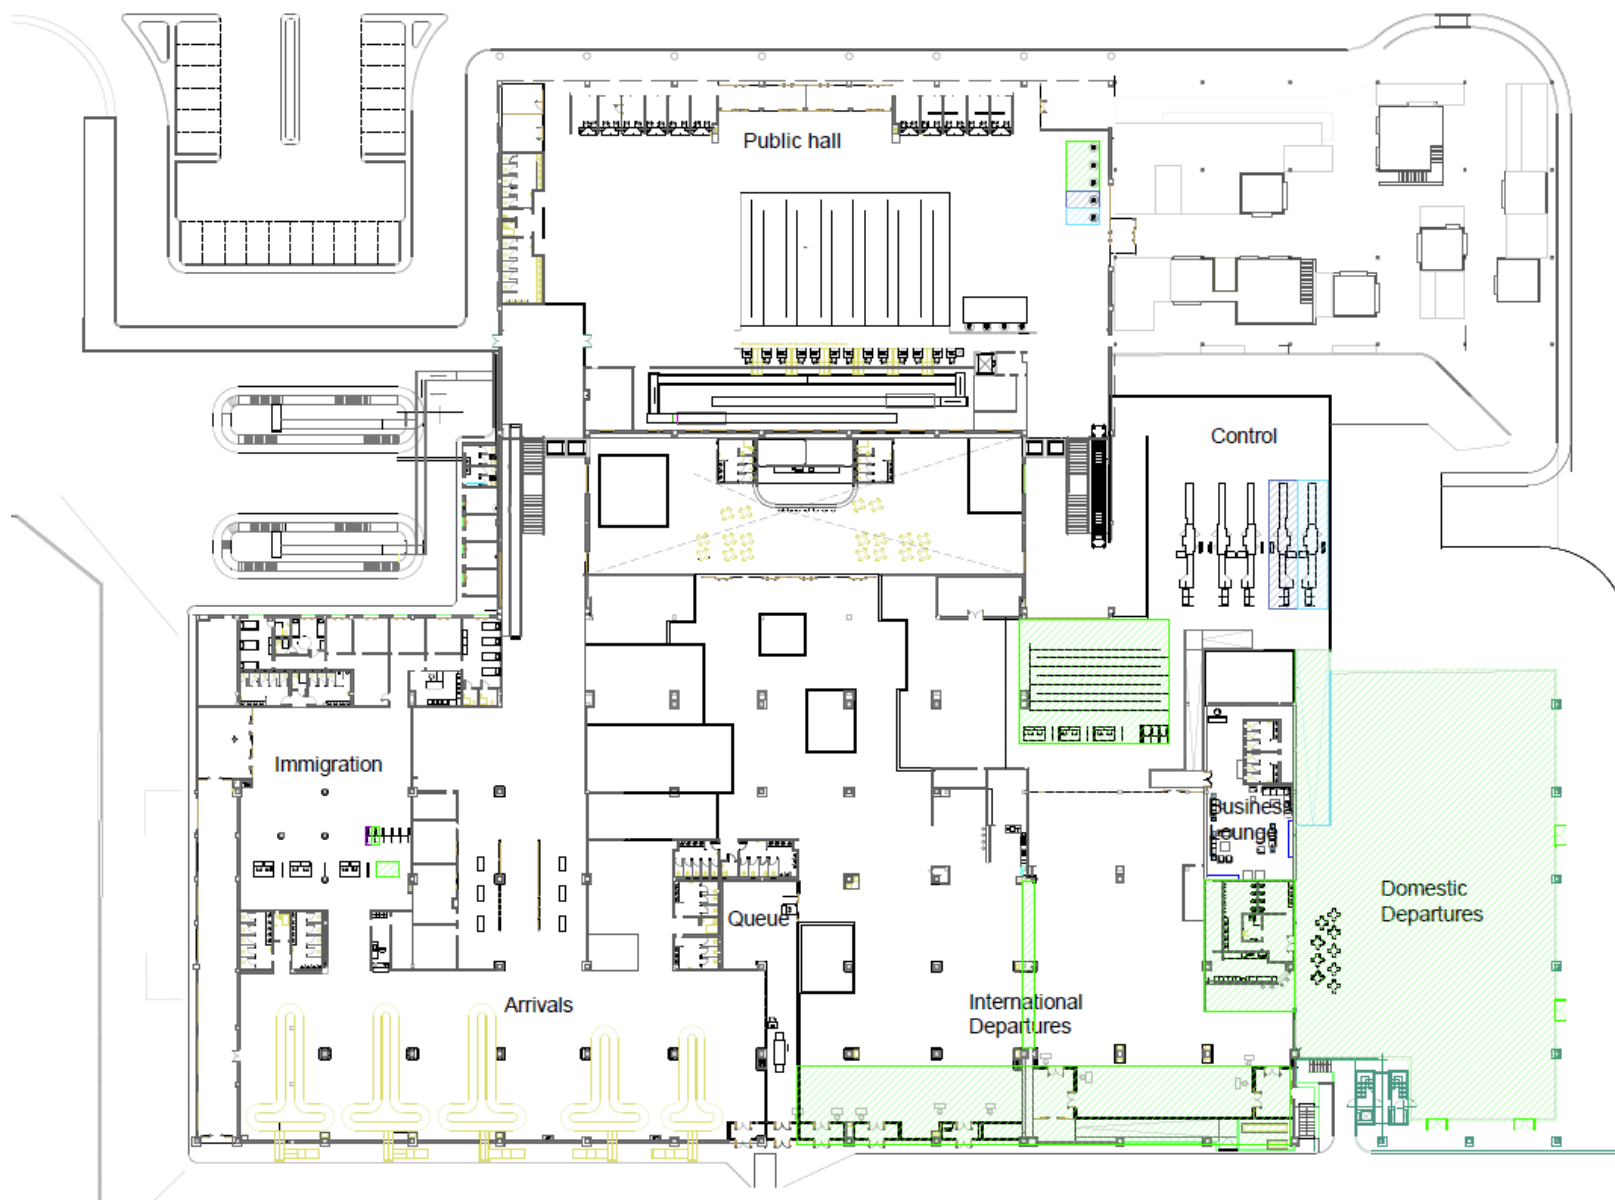 Public hall
Control
Immigration
Business
Lounge
Queue
Domestic
Departures
Arrivals
International
Departures